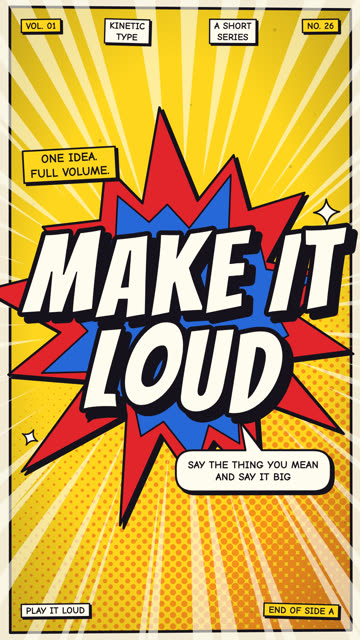 VOL. 01
KINETIC
TYPE
A SHORT
SERIES
NO. 26
ONE IDEA.
FULL VOLUME.
MAKE IT
LOUD
SAY THE THING YOU MEAN
AND SAY IT BIG
PLAY IT LOUD
END OF SIDE A